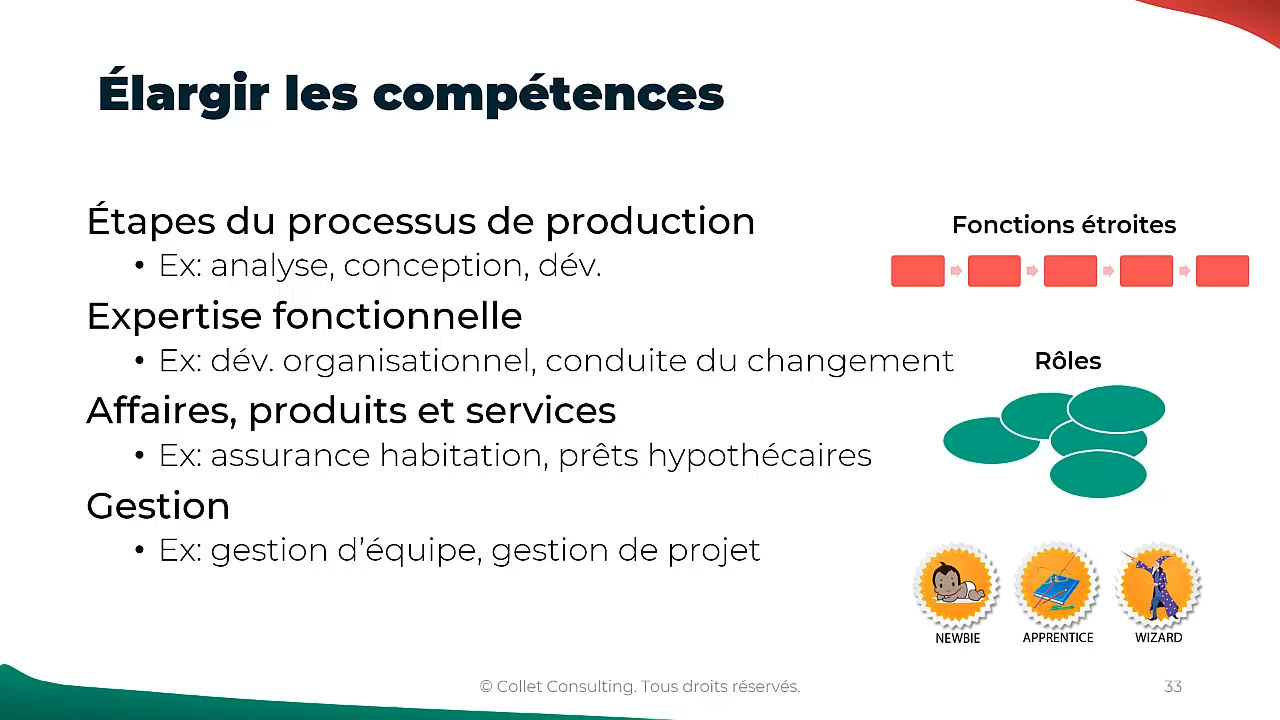 Élargir les compétences
Étapes du processus de production
• Ex: analyse, conception, dév.
Expertise fonctionnelle
• Ex: dév. organisationnel, conduite du changement
Affaires, produits et services
• Ex: assurance habitation, prêts hypothécaires
Gestion
• Ex: gestion d’équipe, gestion de projet
Fonctions étroites
Rôles
NEWBIE
APPRENTICE
WIZARD
© Collet Consulting. Tous droits réservés.
33